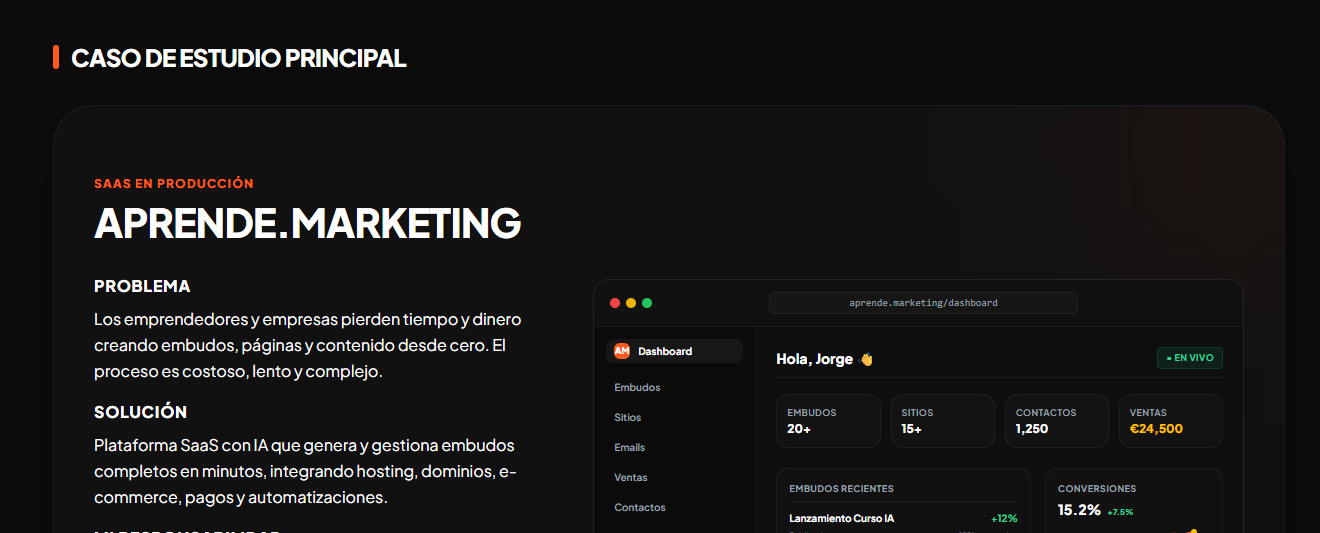 CASO DE ESTUDIO PRINCIPAL
SAAS EN PRODUCCIÓN
APRENDE.MARKETING
PROBLEMA
Los emprendedores y empresas pierden tiempo y dinero
creando embudos, páginas y contenido desde cero. El
proceso es costoso, lento y complejo.
SOLUCIÓN
Plataforma SaaS con IA que genera y gestiona embudos
completos en minutos, integrando hosting, dominios, e-
commerce, pagos y automatizaciones.
aprende.marketing/dashboard
AM Dashboard
Embudos
Sitios
Emails
Ventas
Contactos
Hola, Jorge 👋
EN VIVO
EMBUDOS
20+
SITIOS
15+
CONTACTOS
1,250
VENTAS
€24,500
EMBUDOS RECIENTES
Lanzamiento Curso IA +12%
CONVERSIONES
15.2% +7.5%